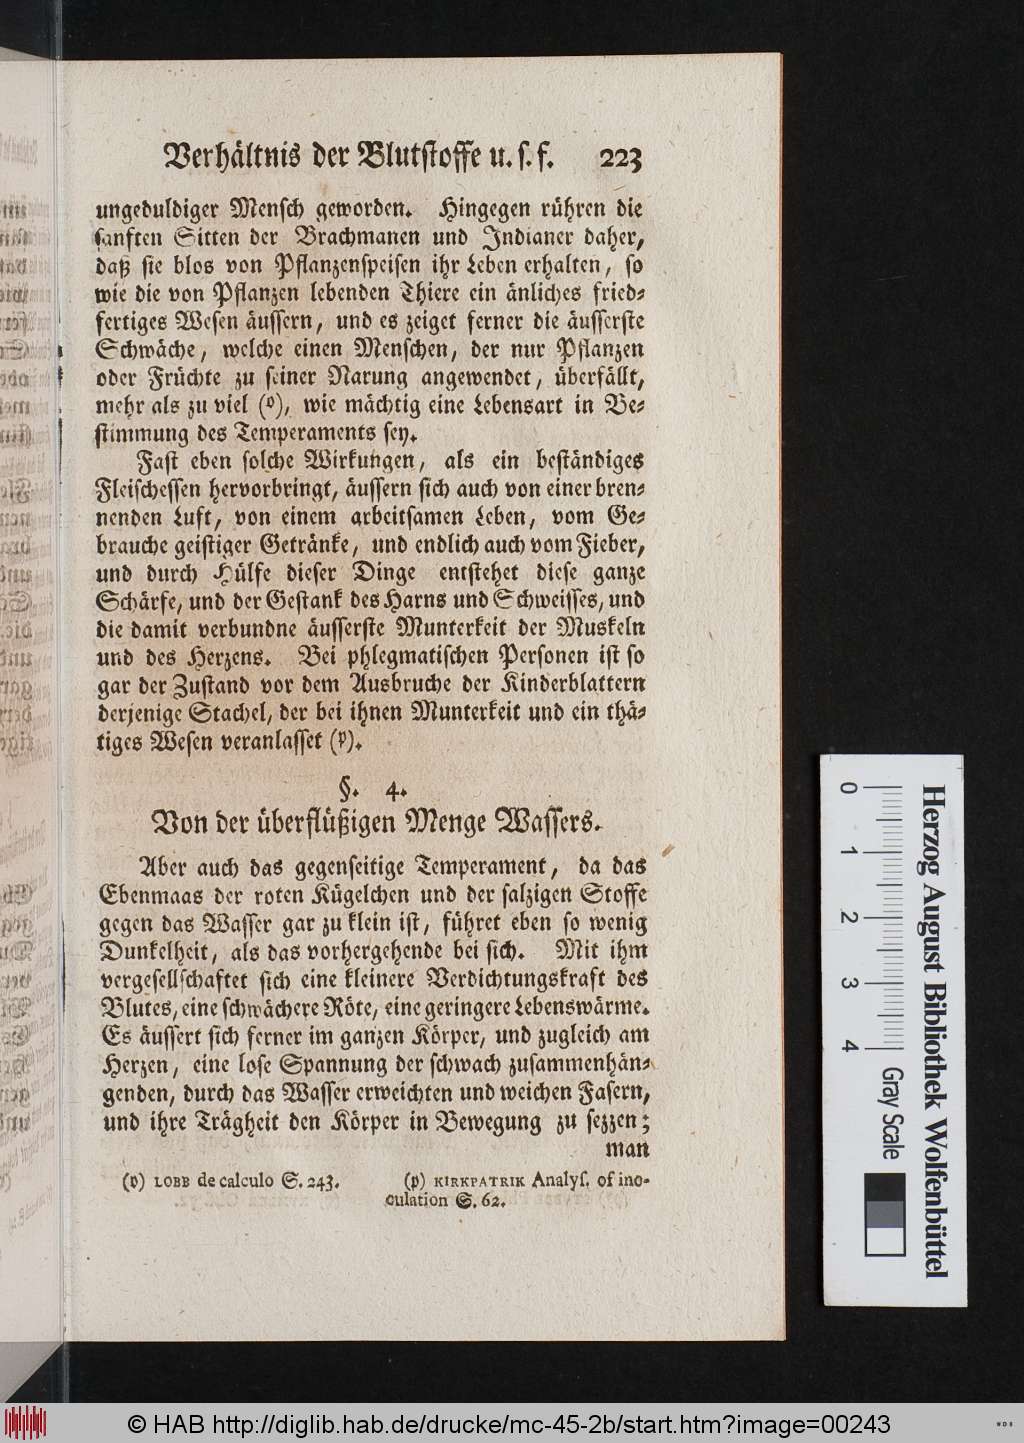 Verhältnis der Blutstoffe u. s. f. 223
ungeduldiger Mensch geworden. Hingegen rühren die
sanften Sitten der Brachmanen und Indianer daher,
daß sie blos von Pflanzenspeisen ihr Leben erhalten, so
wie die von Pflanzen lebenden Thiere ein änliches fried-
fertiges Wesen äussern, und es zeiget ferner die äusserste
Schwäche, welche einen Menschen, der nur Pflanzen
oder Früchte zu seiner Narung angewendet, überfällt,
mehr als zu viel (o), wie mächtig eine Lebensart in Be-
stimmung des Temperaments sey.
Fast eben solche Wirkungen, als ein beständiges
Fleischessen hervorbringt, äussern sich auch von einer bren-
nenden Luft, von einem arbeitsamen Leben, vom Ge-
brauche geistiger Getränke, und endlich auch vom Fieber,
und durch Hülfe dieser Dinge entstehet diese ganze
Schärfe, und der Gestank des Harns und Schweisses, und
die damit verbundne äusserste Munterkeit der Muskeln
und des Herzens. Bei phlegmatischen Personen ist so
gar der Zustand vor dem Ausbruche der Kinderblattern
derjenige Stachel, der bei ihnen Munterkeit und ein thä-
tiges Wesen veranlasset (p).
§. 4.
Von der überflüßigen Menge Wassers.
Aber auch das gegenseitige Temperament, da das
Ebenmaas der roten Kügelchen und der salzigen Stoffe
gegen das Wasser gar zu klein ist, führet eben so wenig
Dunkelheit, als das vorhergehende bei sich. Mit ihm
vergesellschaftet sich eine kleinere Verdichtungskraft des
Blutes, eine schwächere Röte, eine geringere Lebenswärme.
Es äussert sich ferner im ganzen Körper, und zugleich am
Herzen, eine lose Spannung der schwach zusammenhän-
genden, durch das Wasser erweichten und weichen Fasern,
und ihre Trägheit den Körper in Bewegung zu sezzen;
man
(o) LOBB de calculo S. 243. (p) KIRKPATRIK Analys. of ino-
culation S. 62.
0 1 2 3 4 Gray Scale
Herzog August Bibliothek Wolfenbüttel
© HAB http://diglib.hab.de/drucke/mc-45-2b/start.htm?image=00243